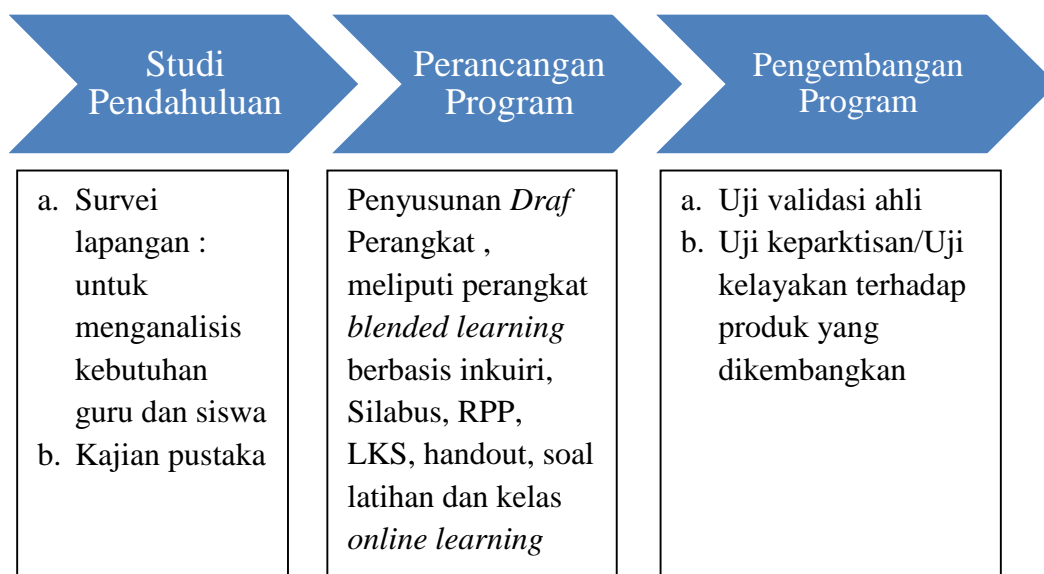 Studi
Pendahuluan
Perancangan
Program
Pengembangan
Program
a. Survei
lapangan :
untuk
menganalisis
kebutuhan
guru dan siswa
b. Kajian pustaka
Penyusunan Draf
Perangkat ,
meliputi perangkat
blended learning
berbasis inkuiri,
Silabus, RPP,
LKS, handout, soal
latihan dan kelas
online learning
a. Uji validasi ahli
b. Uji keparktisan/Uji
kelayakan terhadap
produk yang
dikembangkan